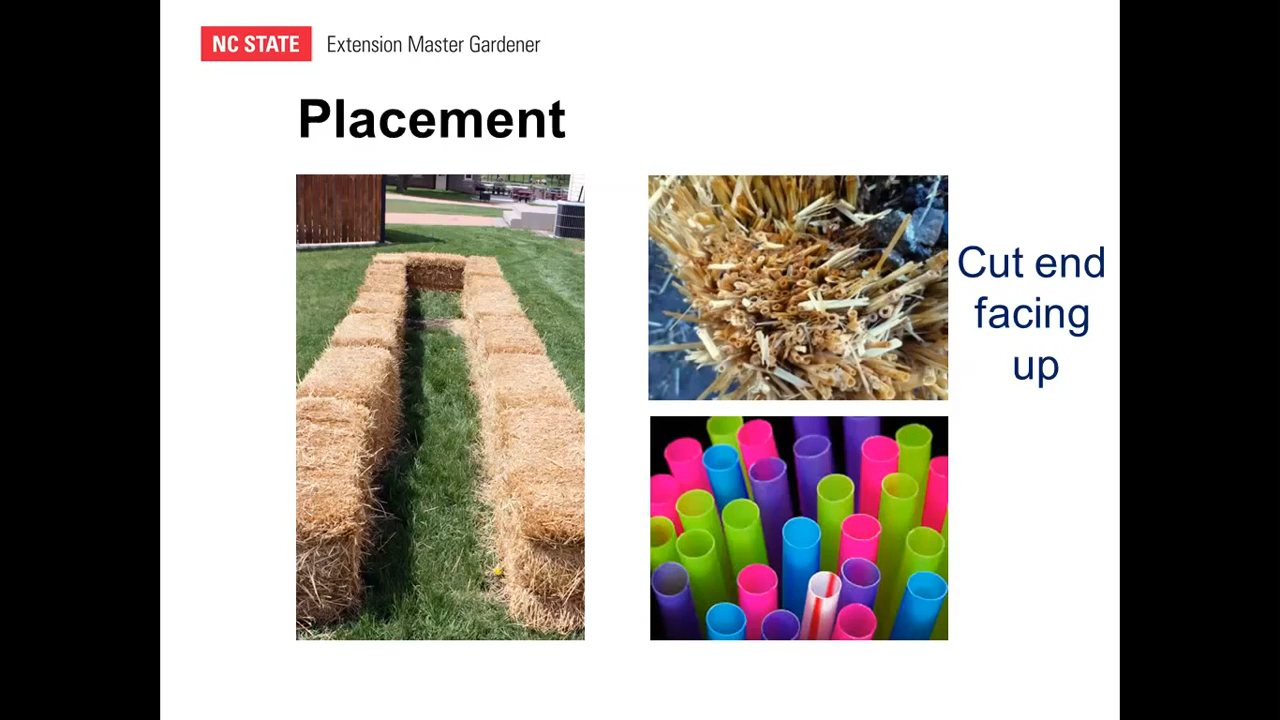 NC STATE Extension Master Gardener
Placement
Cut end
facing
up